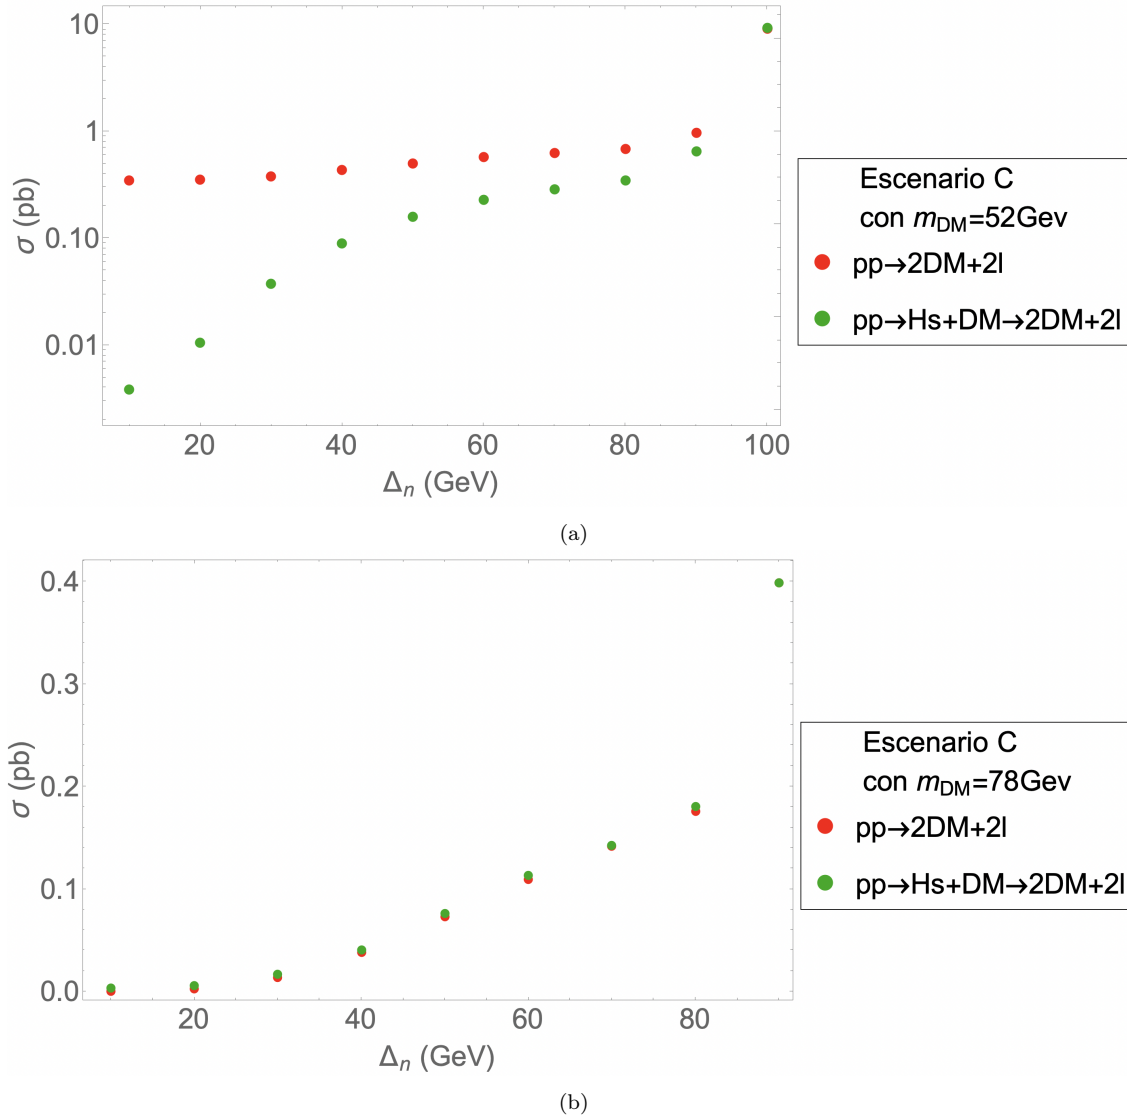 10
1
0.10
0.01
σ (pb)
20
40
60
80
100
Δn (GeV)
Escenario C
con mDM=52Gev
pp→2DM+2l
pp→Hs+DM→2DM+2l
(a)
0.4
0.3
0.2
0.1
0.0
σ (pb)
20
40
60
80
Δn (GeV)
Escenario C
con mDM=78Gev
pp→2DM+2l
pp→Hs+DM→2DM+2l
(b)